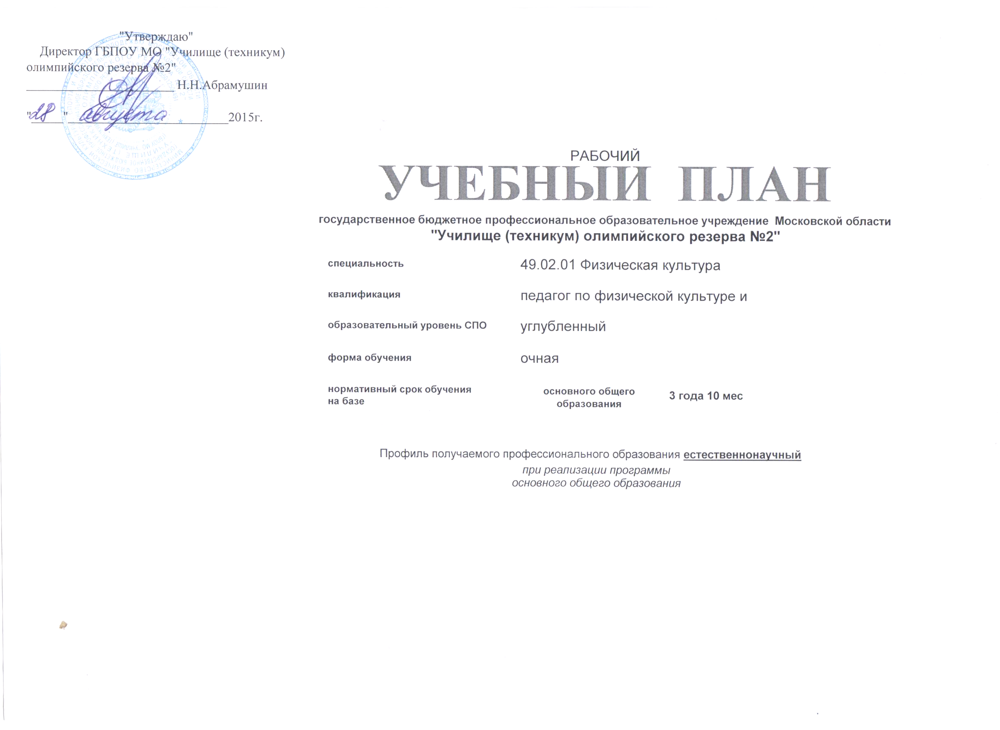 "Утверждаю"
Директор ГБПОУ МО "Училище (техникум)
олимпийского резерва №2"
Н.Н.Абрамушин
"28" августа 2015г.
РАБОЧИЙ
УЧЕБНЫЙ ПЛАН
государственное бюджетное профессиональное образовательное учреждение Московской области
"Училище (техникум) олимпийского резерва №2"
специальность 49.02.01 Физическая культура
квалификация педагог по физической культуре и
образовательный уровень СПО углубленный
форма обучения очная
нормативный срок обучения
на базе
основного общего
образования
3 года 10 мес
Профиль получаемого профессионального образования естественнонаучный
при реализации программы
основного общего образования